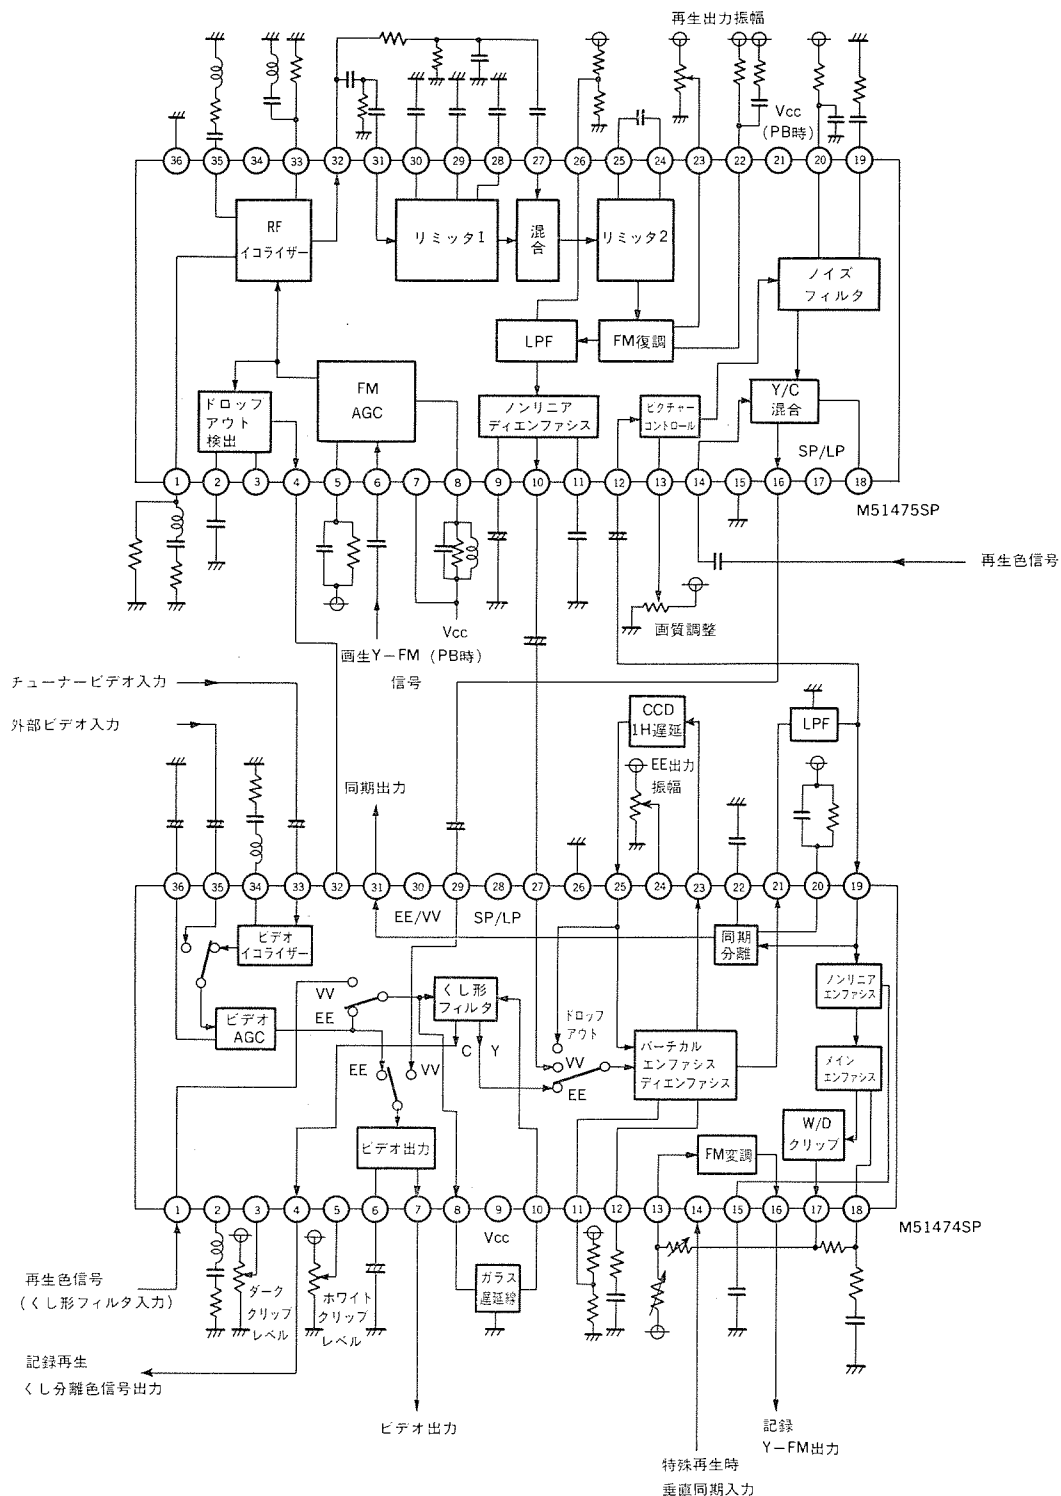 再生出力振幅
Vcc
(PB時)
36 35 34 33 32 31 30 29 28 27 26 25 24 23 22 21 20 19
RF
イコライザー
リミッタ1
混
合
リミッタ2
ノイズ
フィルタ
LPF
FM復調
FM
AGC
ドロップ
アウト
検出
ノンリニア
ディエンファシス
ピクチャー
コントロール
Y/C
混合
SP/LP
1 2 3 4 5 6 7 8 9 10 11 12 13 14 15 16 17 18
M51475SP
再生色信号
画質調整
Vcc
画生Y-FM (PB時)
信号
チューナービデオ入力
外部ビデオ入力
CCD
1H遅延
LPF
EE出力
振幅
同期出力
36 35 34 33 32 31 30 29 28 27 26 25 24 23 22 21 20 19
EE/VV
SP/LP
ビデオ
イコライザー
同期
分離
ノンリニア
エンファシス
VV
EE
くし形
フィルタ
C Y
ドロップ
アウト
VV
EE
バーチカル
エンファシス
ディエンファシス
ビデオ
AGC
メイン
エンファシス
EE VV
W/D
クリップ
ビデオ出力
FM変調
1 2 3 4 5 6 7 8 9 10 11 12 13 14 15 16 17 18
M51474SP
Vcc
再生色信号
(くし形フィルタ入力)
ダーク
クリップ
レベル
ホワイト
クリップ
レベル
ガラス
遅延線
記録再生
くし分離色信号出力
ビデオ出力
記録
Y-FM出力
特殊再生時
垂直同期入力